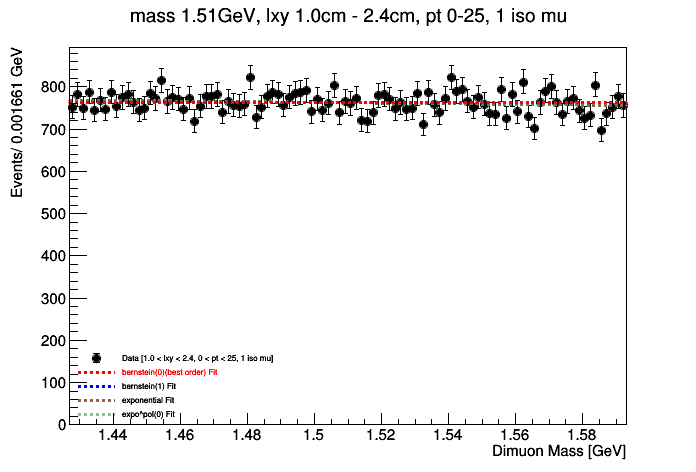 mass 1.51GeV, lxy 1.0cm - 2.4cm, pt 0-25, 1 iso mu
Events/ 0.001661 GeV
800
700
600
500
400
300
200
100
0
Data [1.0 < lxy < 2.4, 0 < pt < 25, 1 iso mu]
bernstein(0)(best order) Fit
bernstein(1) Fit
exponential Fit
expo^pol(0) Fit
1.44 1.46 1.48 1.5 1.52 1.54 1.56 1.58
Dimuon Mass [GeV]